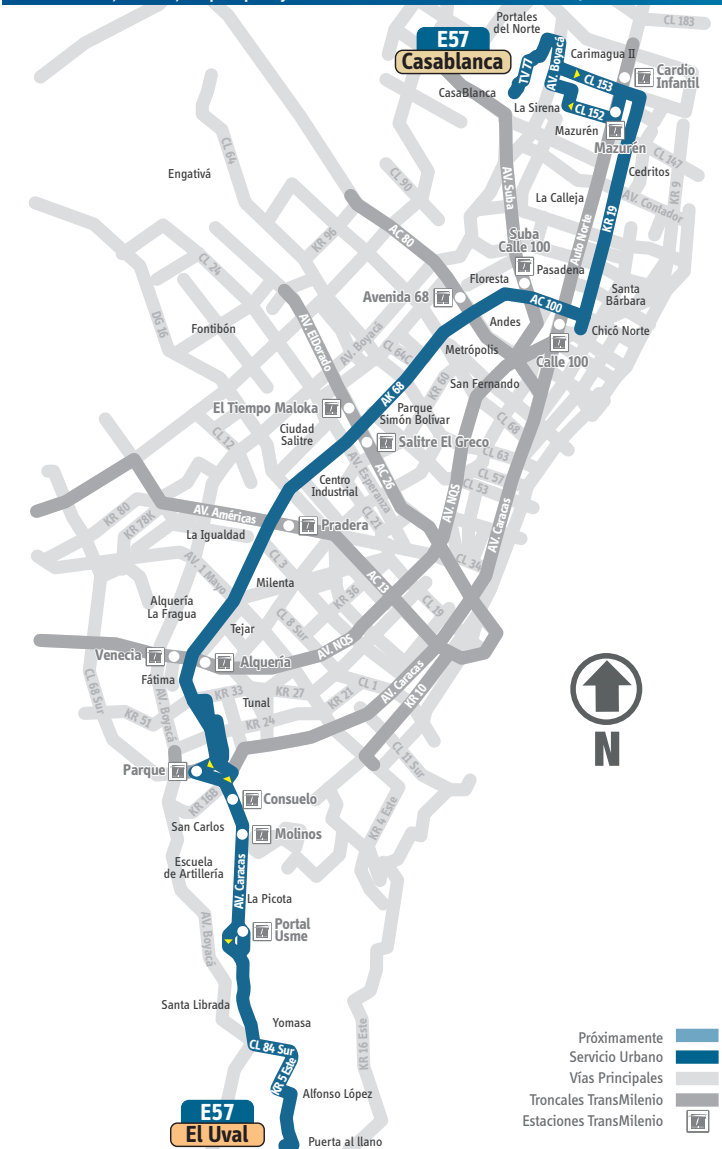 Portales
del Norte
CL 183
E57
Casablanca
Carimagua II
AV. Boyacá
TV 77
CL 153
Cardio
Infantil
CasaBlanca
La Sirena
CL 152
Mazurén
Mazurén
CL 147
CL 64
Engativá
CL 90
Cedritos
KR 9
AV. Suba
La Calleja
AV. Contador
KR 19
Auto Norte
AC 80
KR 96
Suba
Calle 100
CL 24
Floresta
Pasadena
Avenida 68
Santa
Bárbara
AC 100
DG 16
Fontibón
AV. ElDorado
AV. Boyacá
Andes
Chicó Norte
CL 64C
Metrópolis
Calle 100
KR 60
San Fernando
AK 68
El Tiempo Maloka
Parque
Simón Bolívar
CL 68
Ciudad
Salitre
CL 12
Salitre El Greco
CL 63
AV. Esperanza
AC 26
CL 57
CL 53
Centro
Industrial
AV. NQS
KR 80
KR 78K
AV. Américas
CL 21
Pradera
AV. Caracas
La Igualdad
CL 3
CL 34
AV. 1 Mayo
Milenta
AC 13
KR 36
Alquería
La Fragua
CL 19
CL 8 Sur
Tejar
AV. NQS
Venecia
Alquería
CL 68 Sur
Fátima
KR 33
KR 27
CL 1
AV. Caracas
AV. Boyacá
Tunal
KR 21
KR 10
KR 51
KR 24
CL 11 Sur
N
Parque
KR 16B
Consuelo
San Carlos
Molinos
KR 4 Este
Escuela
de Artillería
AV. Caracas
La Picota
AV. Boyacá
Portal
Usme
Santa Librada
Yomasa
KR 16 Este
CL 84 Sur
KR 5 Este
Próximamente
Servicio Urbano
Vías Principales
Alfonso López
Troncales TransMilenio
E57
El Uval
Estaciones TransMilenio
Puerta al llano